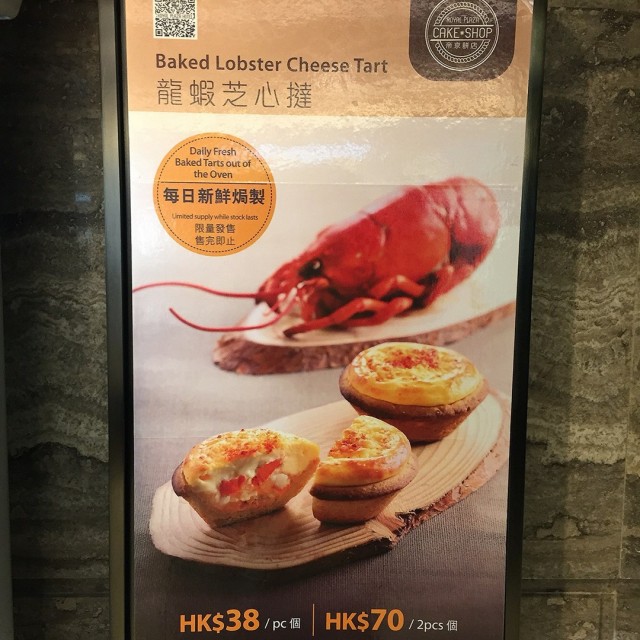 ROYAL PLAZA
CAKE SHOP
帝京餅店
Baked Lobster Cheese Tart
龍蝦芝心撻
Daily Fresh
Baked Tarts out of
the Oven
每日新鮮焗製
Limited supply while stock lasts
限量發售
售完即止
HK$38 / pc 個
HK$70 / 2pcs 個